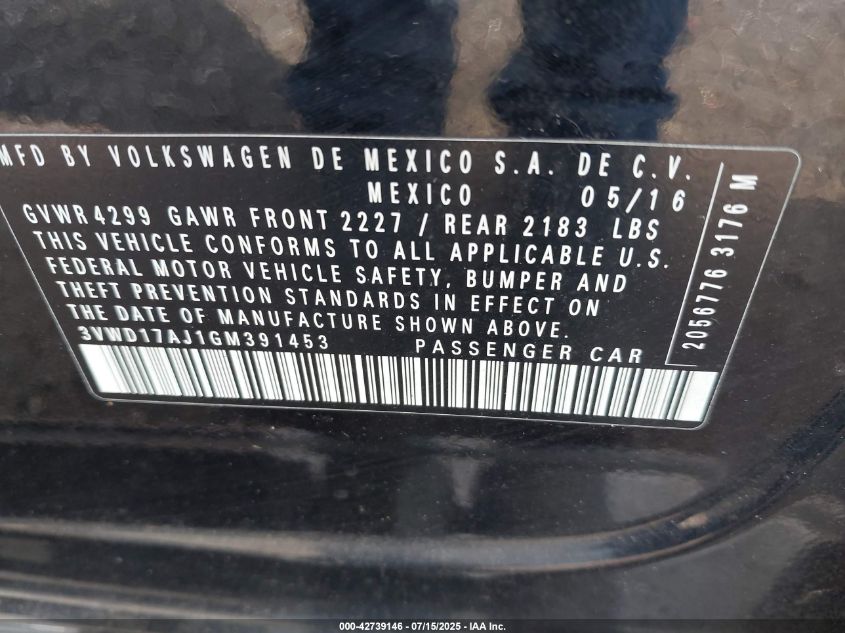 MFD BY VOLKSWAGEN DE MEXICO S.A. DE C.V.
MEXICO 05/16
GVWR 4299 GAWR FRONT 2227 / REAR 2183 LBS
THIS VEHICLE CONFORMS TO ALL APPLICABLE U.S.
FEDERAL MOTOR VEHICLE SAFETY, BUMPER AND
THEFT PREVENTION STANDARDS IN EFFECT ON
THE DATE OF MANUFACTURE SHOWN ABOVE.
3VWD17AJ1GM391453 PASSENGER CAR
2056776 3176 M
000-42739146 - 07/15/2025 - IAA Inc.